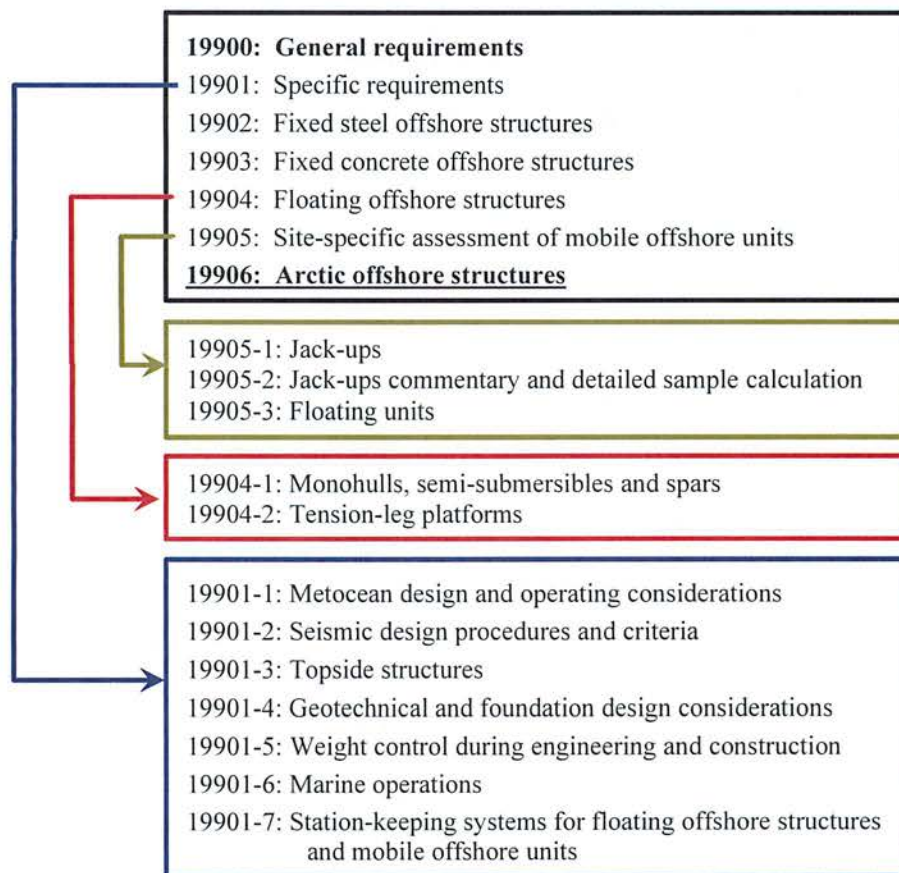 19900: General requirements
19901: Specific requirements
19902: Fixed steel offshore structures
19903: Fixed concrete offshore structures
19904: Floating offshore structures
19905: Site-specific assessment of mobile offshore units
19906: Arctic offshore structures
19905-1: Jack-ups
19905-2: Jack-ups commentary and detailed sample calculation
19905-3: Floating units
19904-1: Monohulls, semi-submersibles and spars
19904-2: Tension-leg platforms
19901-1: Metocean design and operating considerations
19901-2: Seismic design procedures and criteria
19901-3: Topside structures
19901-4: Geotechnical and foundation design considerations
19901-5: Weight control during engineering and construction
19901-6: Marine operations
19901-7: Station-keeping systems for floating offshore structures
and mobile offshore units